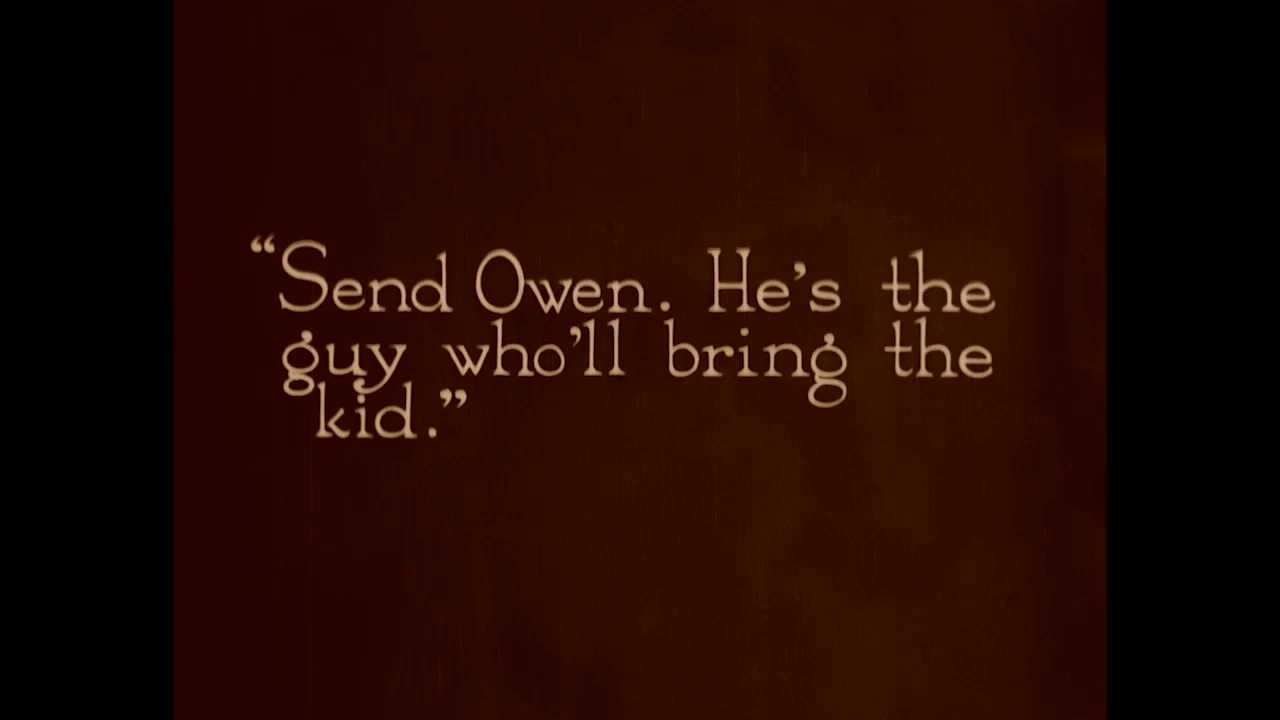 “Send Owen. He’s the
guy who’ll bring the
kid.”